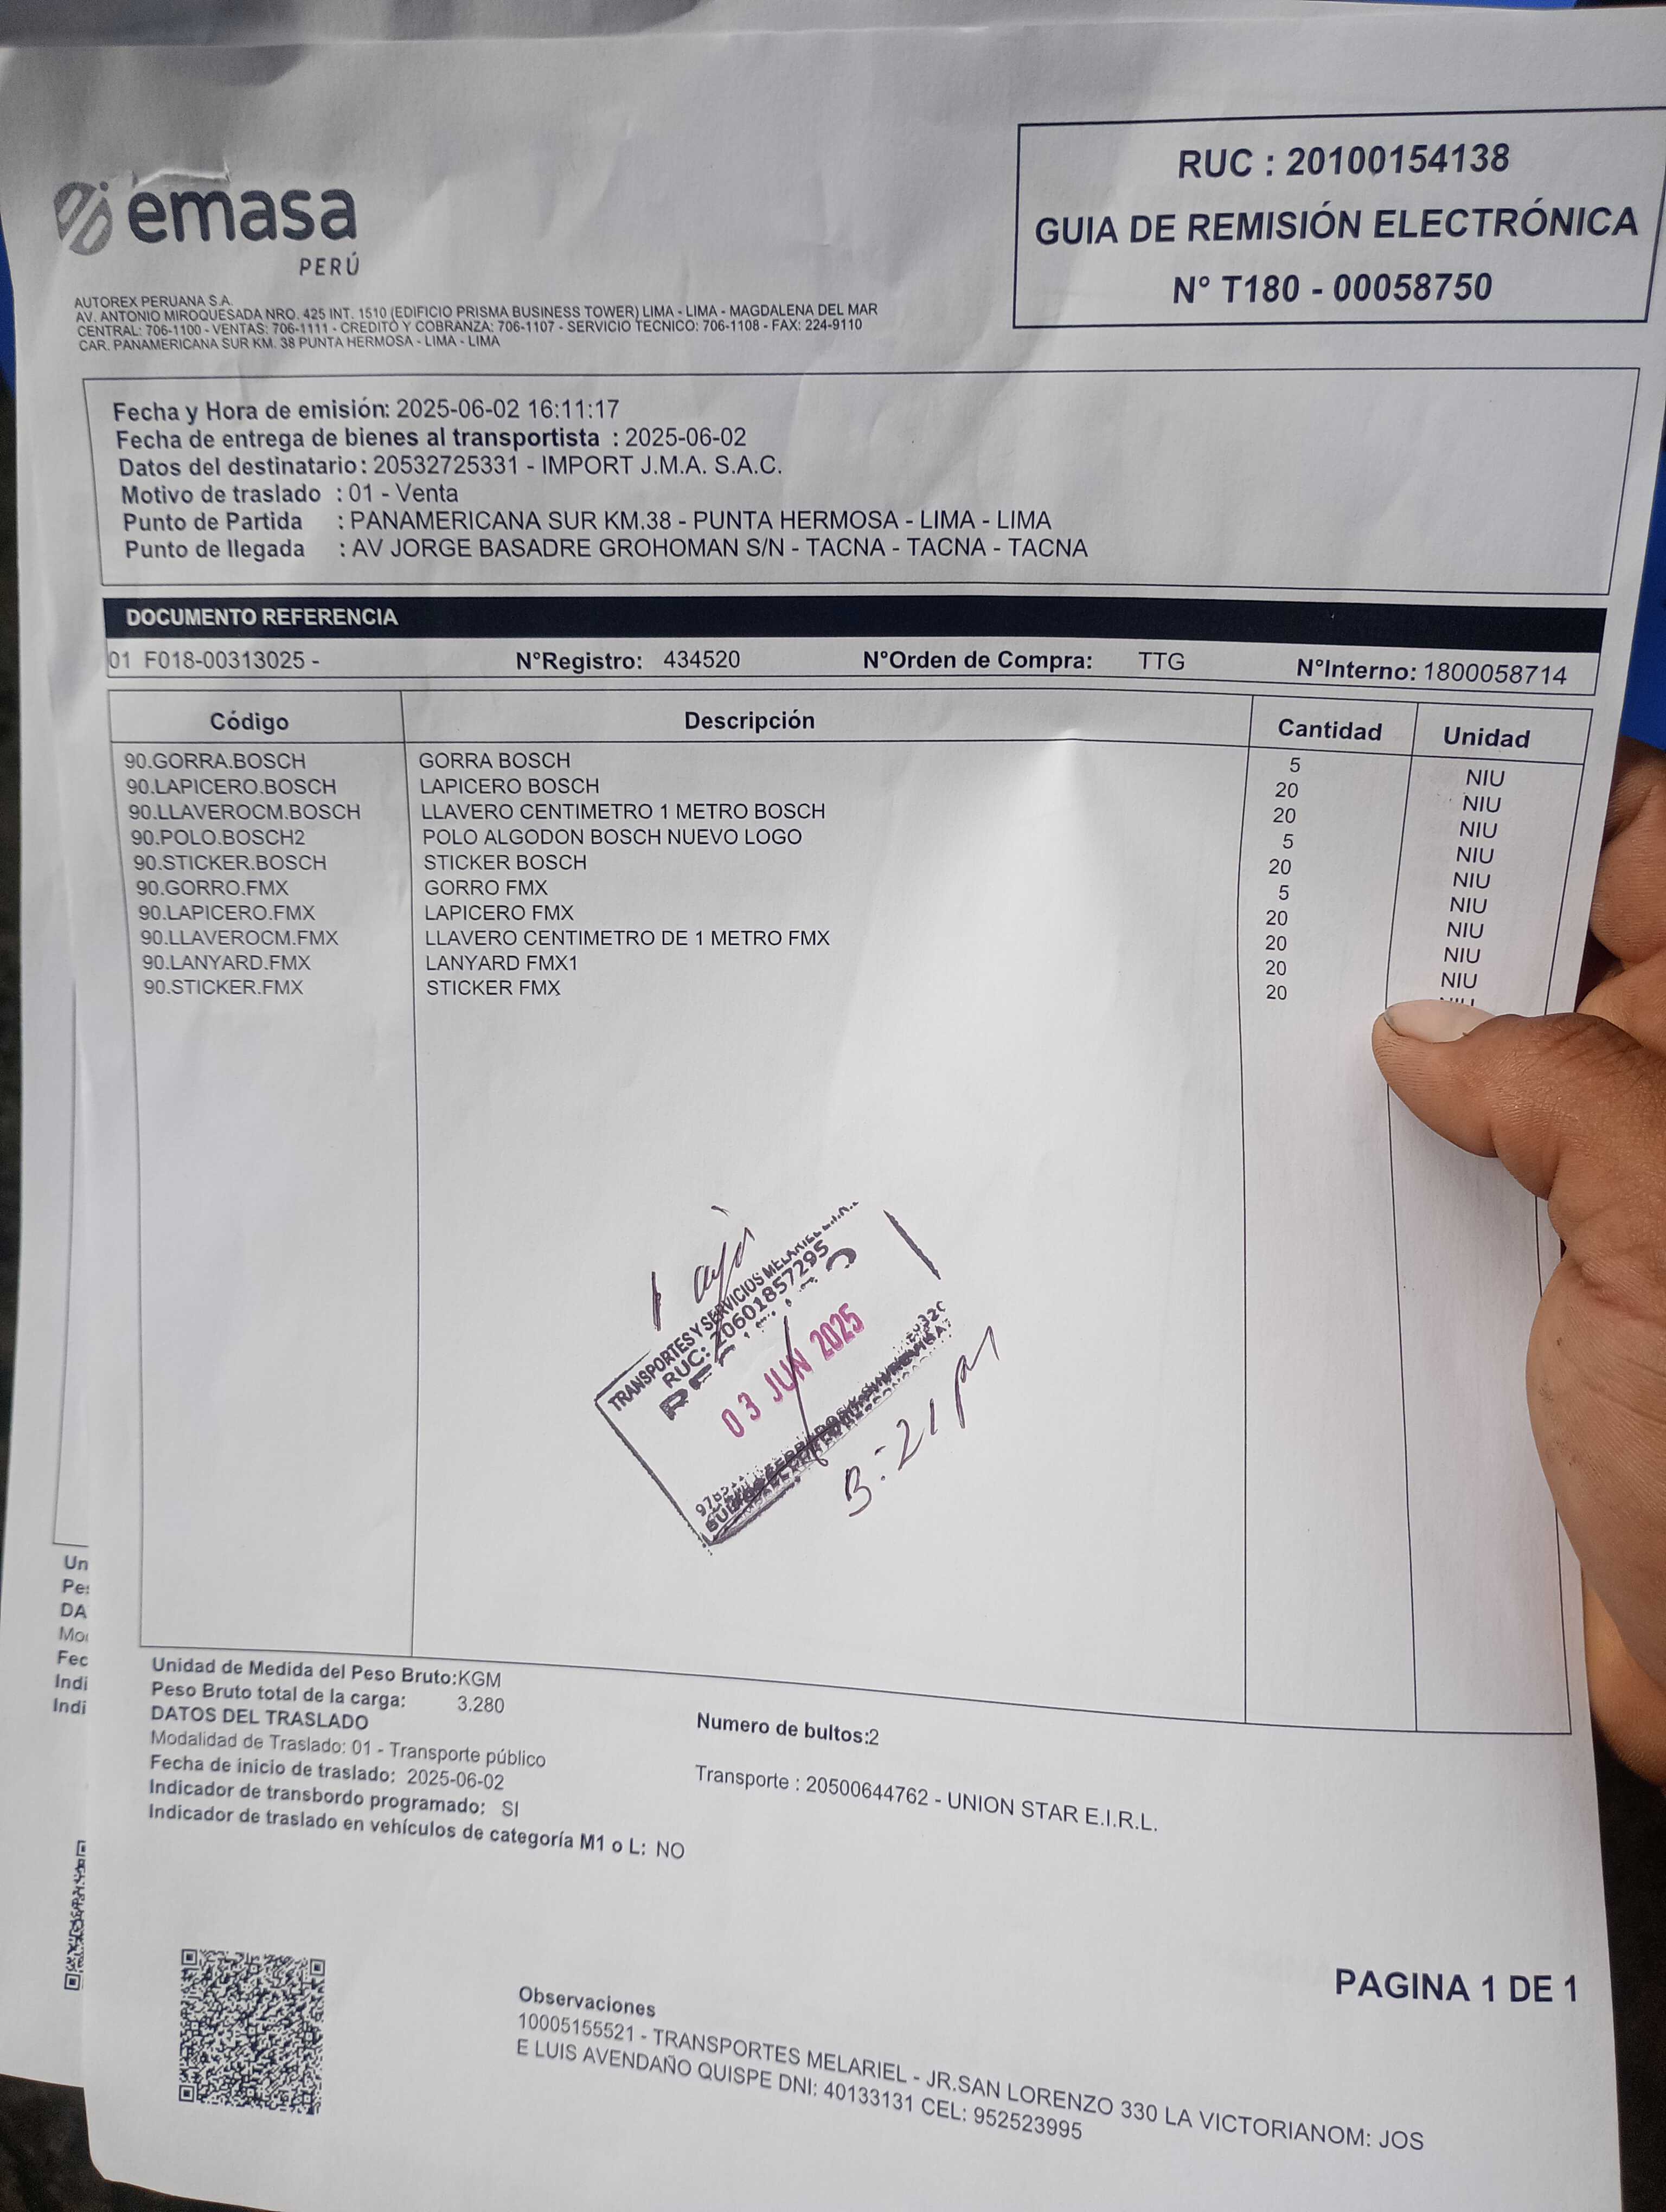 emasa
PERÚ
RUC : 20100154138
GUIA DE REMISIÓN ELECTRÓNICA
N° T180 - 00058750
AUTOREX PERUANA S.A.
AV. ANTONIO MIROQUESADA NRO. 425 INT. 1510 (EDIFICIO PRISMA BUSINESS TOWER) LIMA - LIMA - MAGDALENA DEL MAR
CENTRAL: 706-1100 - VENTAS: 706-1111 - CREDITO Y COBRANZA: 706-1107 - SERVICIO TECNICO: 706-1108 - FAX: 224-9110
CAR. PANAMERICANA SUR KM. 38 PUNTA HERMOSA - LIMA - LIMA
Fecha y Hora de emisión: 2025-06-02 16:11:17
Fecha de entrega de bienes al transportista : 2025-06-02
Datos del destinatario: 20532725331 - IMPORT J.M.A. S.A.C.
Motivo de traslado : 01 - Venta
Punto de Partida : PANAMERICANA SUR KM.38 - PUNTA HERMOSA - LIMA - LIMA
Punto de llegada : AV JORGE BASADRE GROHOMAN S/N - TACNA - TACNA - TACNA
DOCUMENTO REFERENCIA
01 F018-00313025 - N°Registro: 434520 N°Orden de Compra: TTG N°Interno: 1800058714
Código Descripción Cantidad Unidad
90.GORRA.BOSCH GORRA BOSCH 5 NIU
90.LAPICERO.BOSCH LAPICERO BOSCH 20 NIU
90.LLAVEROCM.BOSCH LLAVERO CENTIMETRO 1 METRO BOSCH 20 NIU
90.POLO.BOSCH2 POLO ALGODON BOSCH NUEVO LOGO 5 NIU
90.STICKER.BOSCH STICKER BOSCH 20 NIU
90.GORRO.FMX GORRO FMX 5 NIU
90.LAPICERO.FMX LAPICERO FMX 20 NIU
90.LLAVEROCM.FMX LLAVERO CENTIMETRO DE 1 METRO FMX 20 NIU
90.LANYARD.FMX LANYARD FMX1 20 NIU
90.STICKER.FMX STICKER FMX 20
1
TRANSPORTES Y SERVICIOS MELARIEL
RUC: 20601857295
03 JUN 2025
3:21 pm
Unidad de Medida del Peso Bruto:KGM
Peso Bruto total de la carga: 3.280
DATOS DEL TRASLADO
Numero de bultos:2
Modalidad de Traslado: 01 - Transporte público
Fecha de inicio de traslado: 2025-06-02
Transporte : 20500644762 - UNION STAR E.I.R.L.
Indicador de transbordo programado: SI
Indicador de traslado en vehículos de categoría M1 o L: NO
Un
Pes
DA
Mo
Fec
Indi
Indi
PAGINA 1 DE 1
Observaciones
10005155521 - TRANSPORTES MELARIEL - JR.SAN LORENZO 330 LA VICTORIANOM: JOS
E LUIS AVENDAÑO QUISPE DNI: 40133131 CEL: 952523995